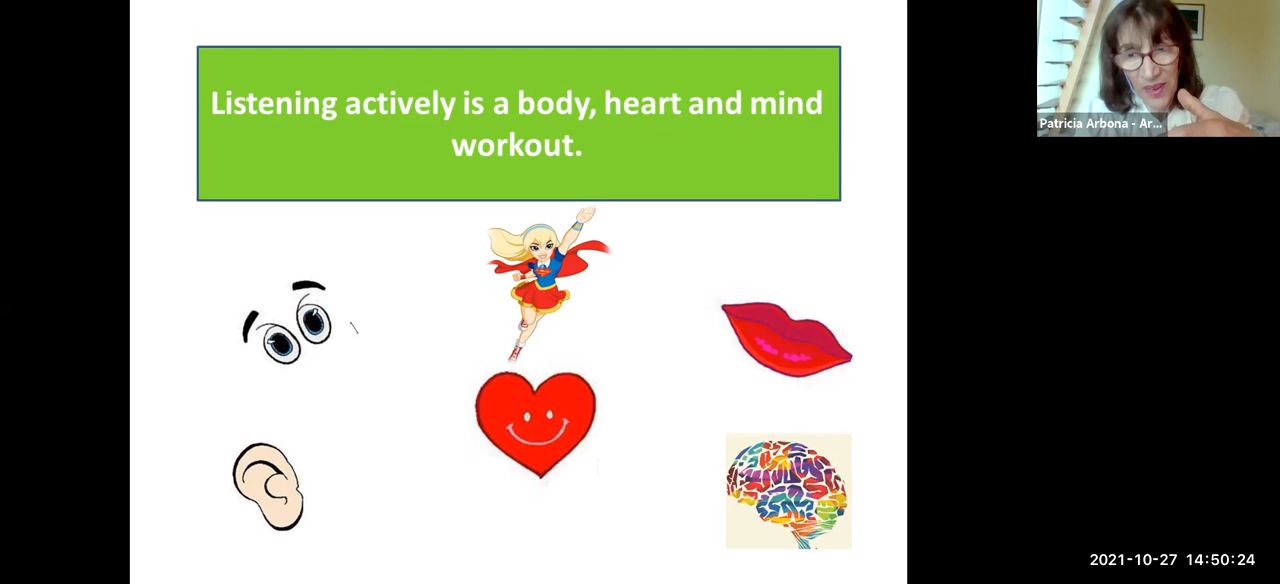 Listening actively is a body, heart and mind
workout.
Patricia Arbona - Ar...
2021-10-27 14:50:24